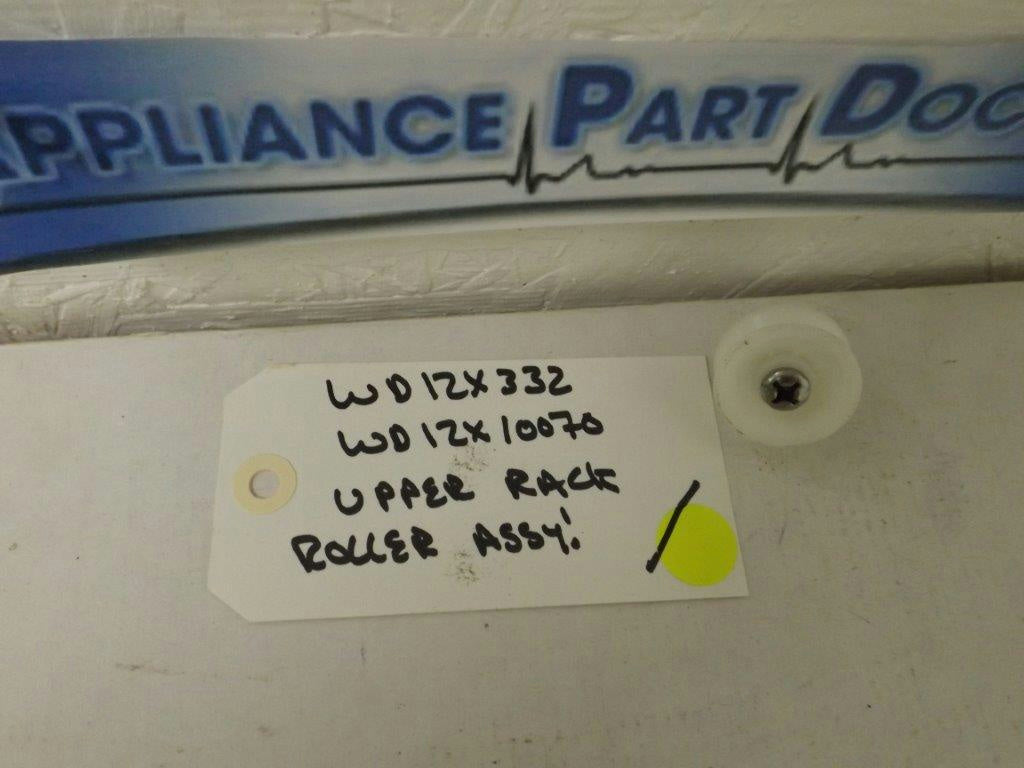 APPLIANCE PART DOC
WD12X332
WD12X10070
UPPER RACK
ROLLER ASSY.